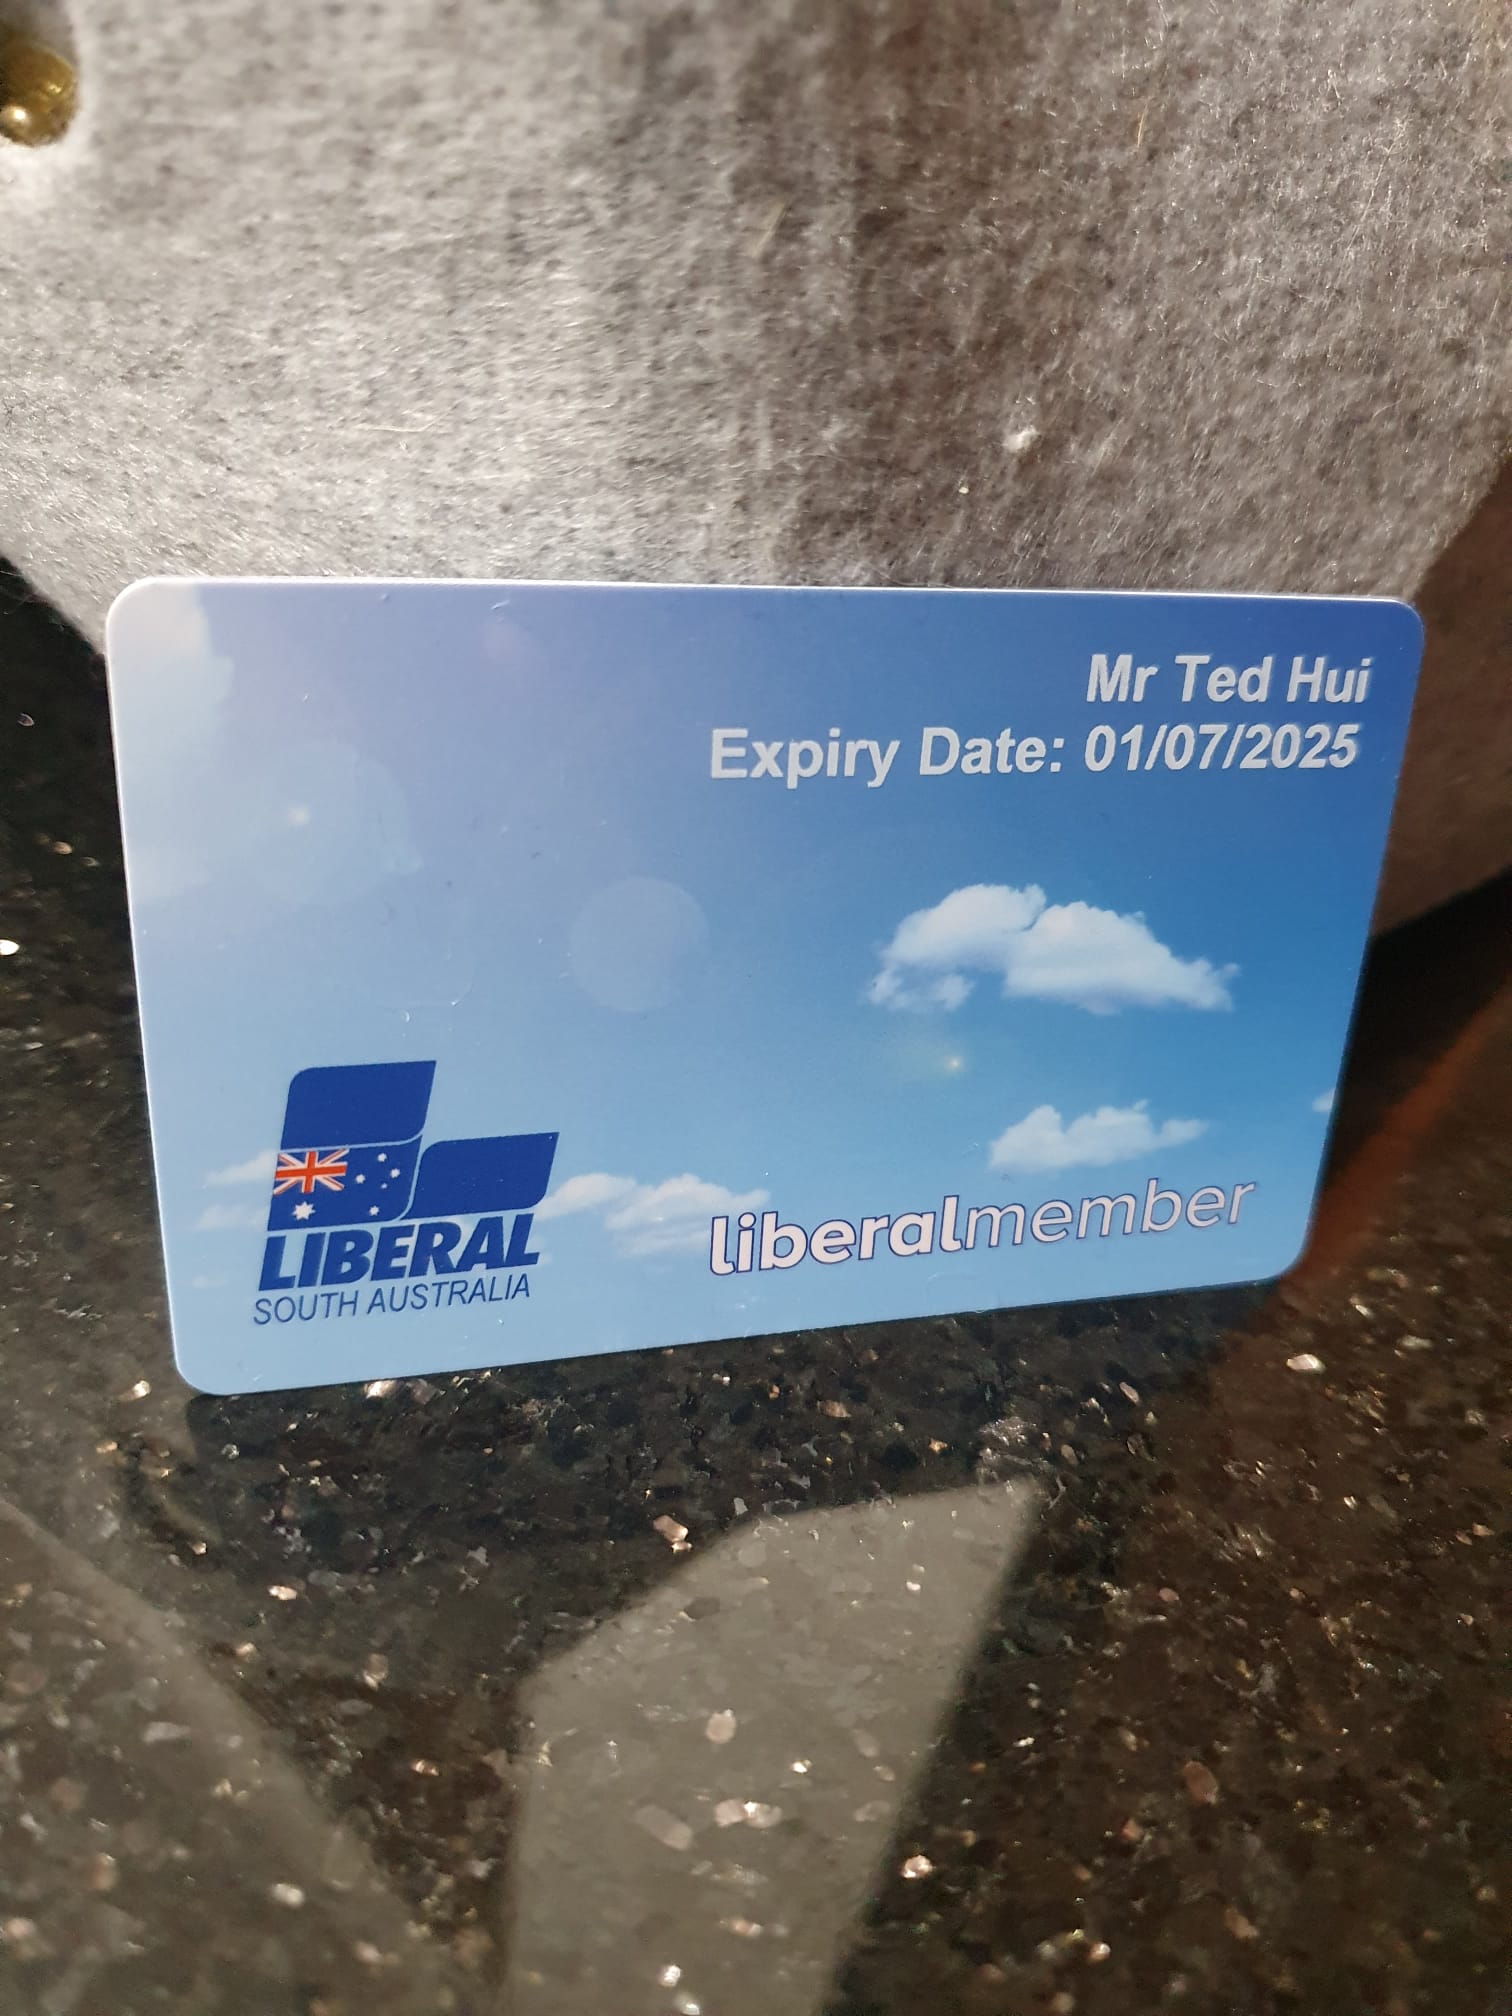 Mr Ted Hui
Expiry Date: 01/07/2025
LIBERAL
SOUTH AUSTRALIA
liberalmember